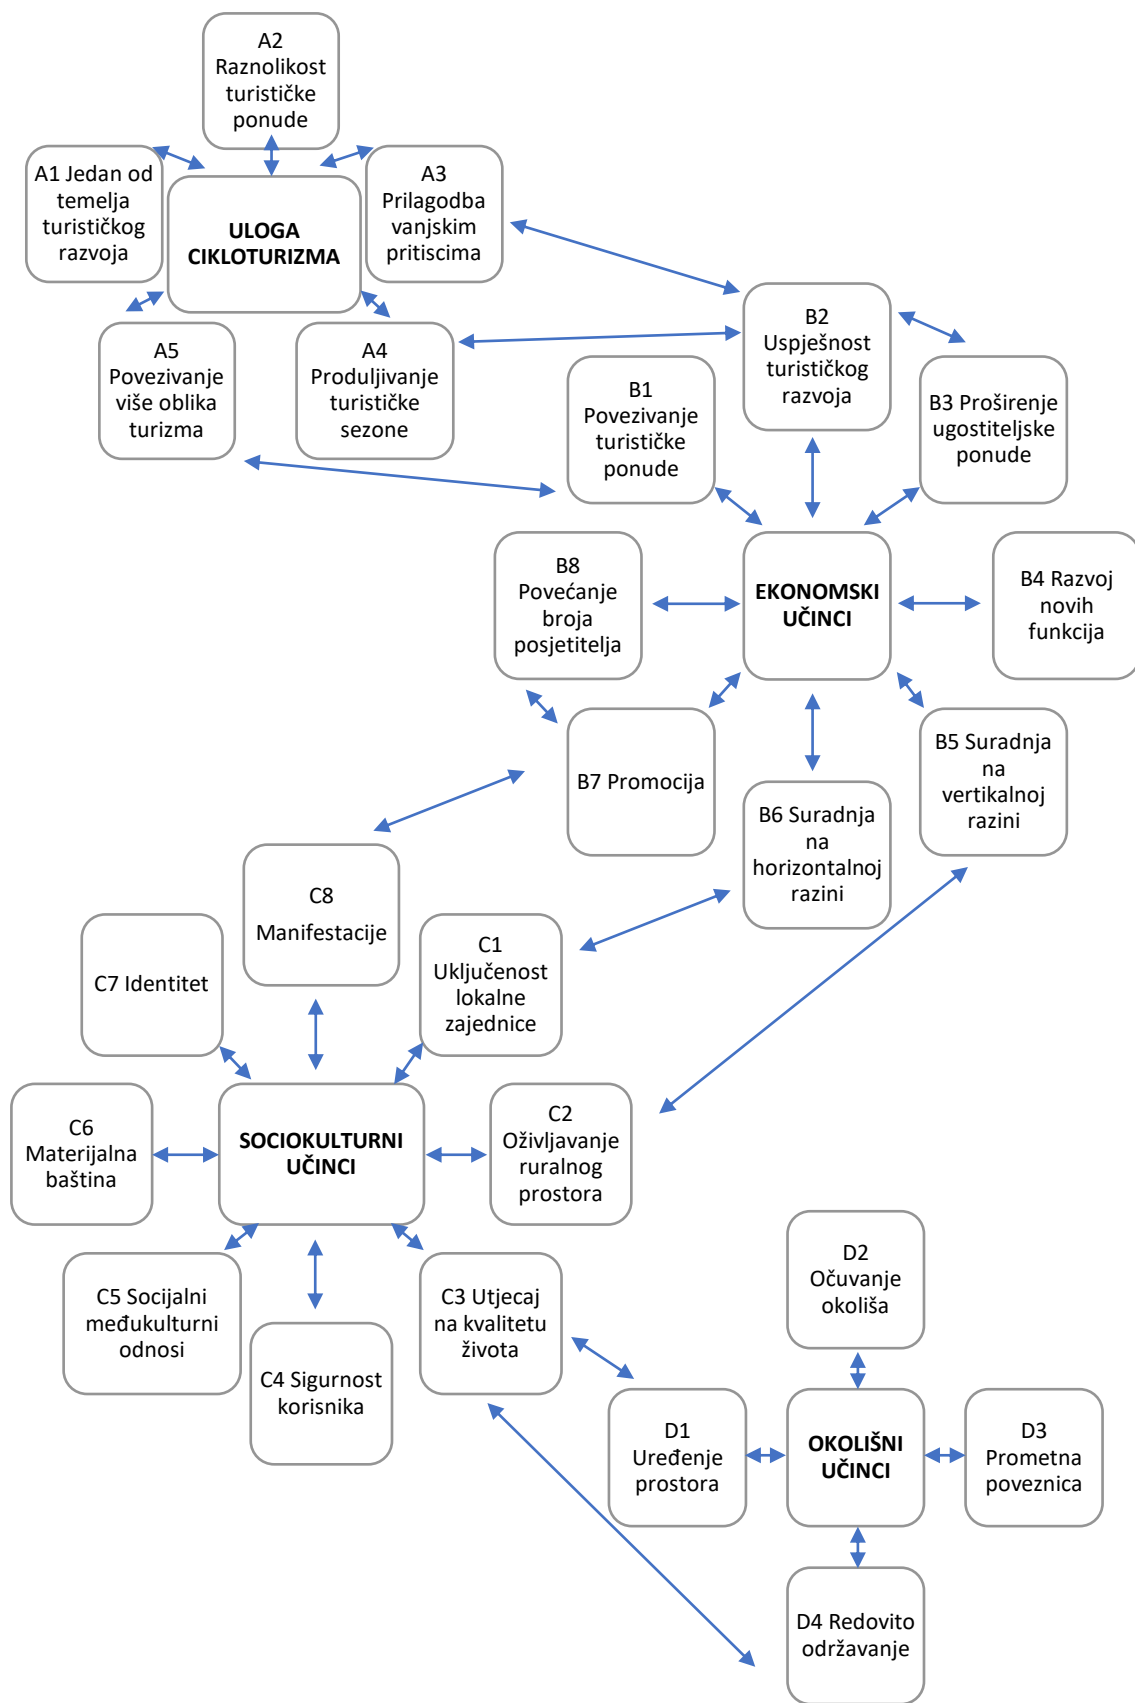 A2
Raznolikost
turističke
ponude
A1 Jedan od
temelja
turističkog
razvoja
ULOGA
CIKLOTURIZMA
A3
Prilagodba
vanjskim
pritiscima
A5
Povezivanje
više oblika
turizma
A4
Produljivanje
turističke
sezone
B2
Uspješnost
turističkog
razvoja
B1
Povezivanje
turističke
ponude
B3 Proširenje
ugostiteljske
ponude
B8
Povećanje
broja
posjetitelja
EKONOMSKI
UČINCI
B4 Razvoj
novih
funkcija
B7 Promocija
B6 Suradnja
na
horizontalnoj
razini
B5 Suradnja
na
vertikalnoj
razini
C8
Manifestacije
C7 Identitet
C1
Uključenost
lokalne
zajednice
C6
Materijalna
baština
SOCIOKULTURNI
UČINCI
C2
Oživljavanje
ruralnog
prostora
C5 Socijalni
međukulturni
odnosi
C4 Sigurnost
korisnika
C3 Utjecaj
na kvalitetu
života
D2
Očuvanje
okoliša
D1
Uređenje
prostora
OKOLIŠNI
UČINCI
D3
Prometna
poveznica
D4 Redovito
održavanje